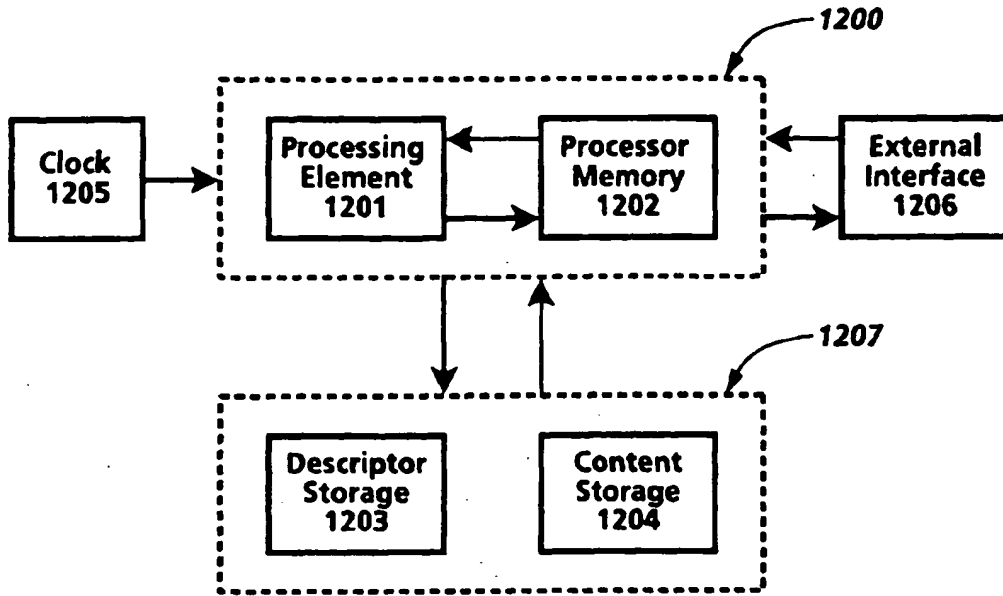 1200
Clock
1205
Processing
Element
1201
Processor
Memory
1202
External
Interface
1206
1207
Descriptor
Storage
1203
Content
Storage
1204